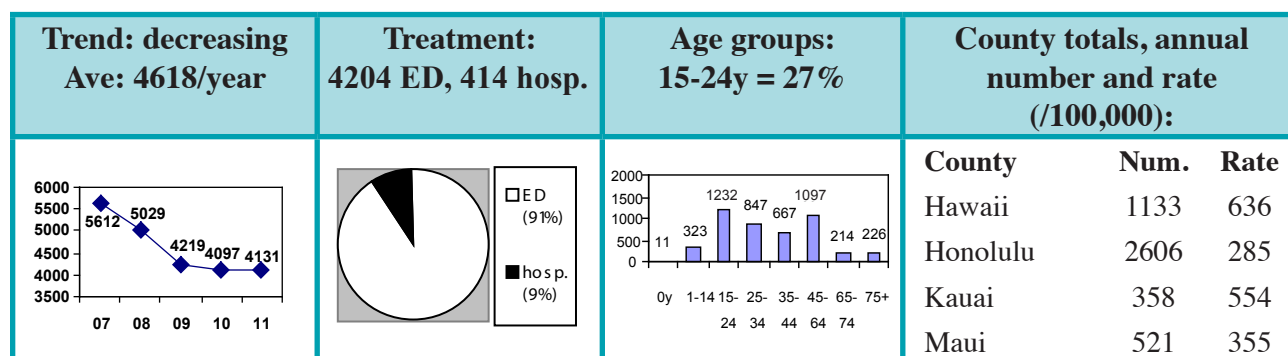 Trend: decreasing
Ave: 4618/year
Treatment:
4204 ED, 414 hosp.
Age groups:
15-24y = 27%
County totals, annual
number and rate
(/100,000):
6000
5500
5000
4500
4000
3500
5612
5029
4219
4097
4131
07 08 09 10 11
ED
(91%)
hosp.
(9%)
2000
1500
1000
500
0
11
323
1232
847
667
1097
214
226
0y 1-14 15- 25- 35- 45- 65- 75+
24 34 44 64 74
County Num. Rate
Hawaii 1133 636
Honolulu 2606 285
Kauai 358 554
Maui 521 355